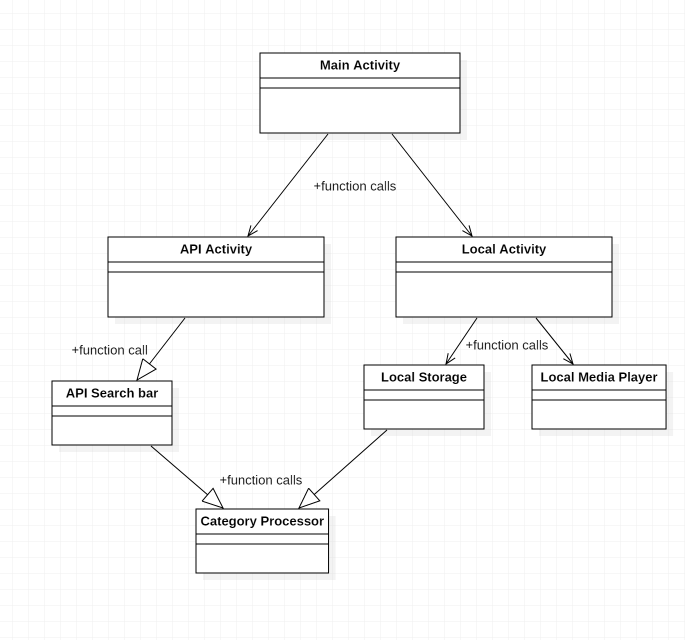 Main Activity
+function calls
API Activity
Local Activity
+function call
+function calls
API Search bar
Local Storage
Local Media Player
+function calls
Category Processor